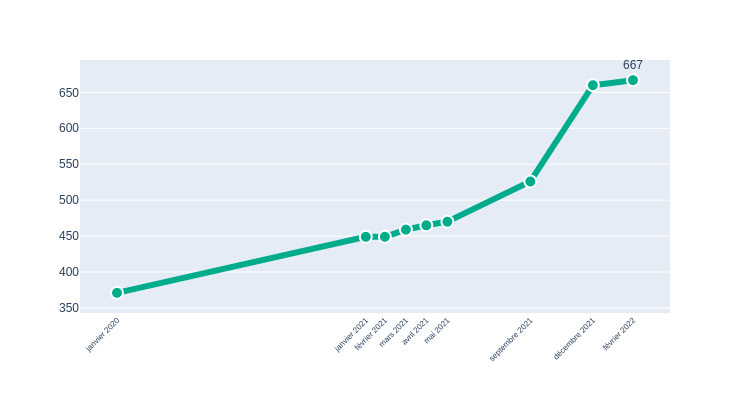 667
650
600
550
500
450
400
350
janvier 2020
janvier 2021
février 2021
mars 2021
avril 2021
mai 2021
septembre 2021
décembre 2021
février 2022